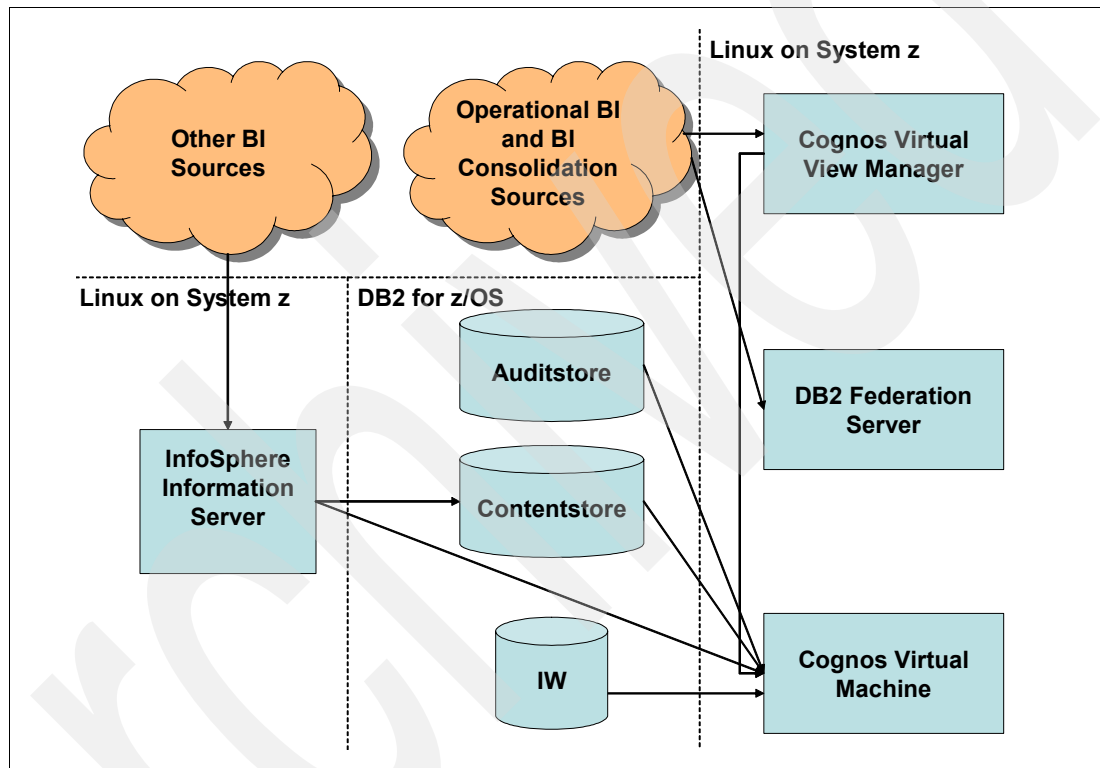 Linux on System z
Other BI
Sources
Operational BI
and BI
Consolidation
Sources
Cognos Virtual
View Manager
Linux on System z
DB2 for z/OS
Auditstore
DB2 Federation
Server
InfoSphere
Information
Server
Contentstore
IW
Cognos Virtual
Machine